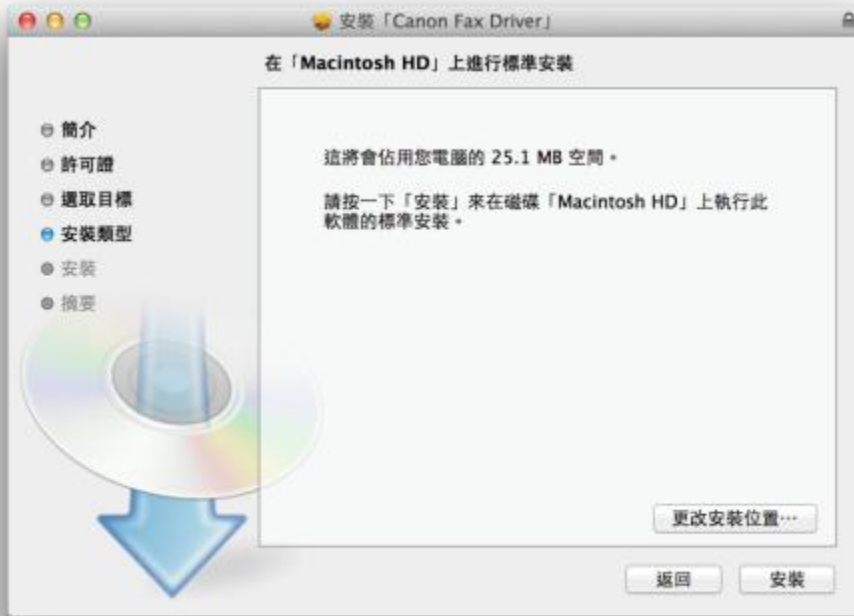 安裝「Canon Fax Driver」
在「Macintosh HD」上進行標準安裝
簡介
許可證
選取目標
安裝類型
安裝
摘要
這將會佔用您電腦的 25.1 MB 空間。
請按一下「安裝」來在磁碟「Macintosh HD」上執行此
軟體的標準安裝。
更改安裝位置⋯
返回
安裝